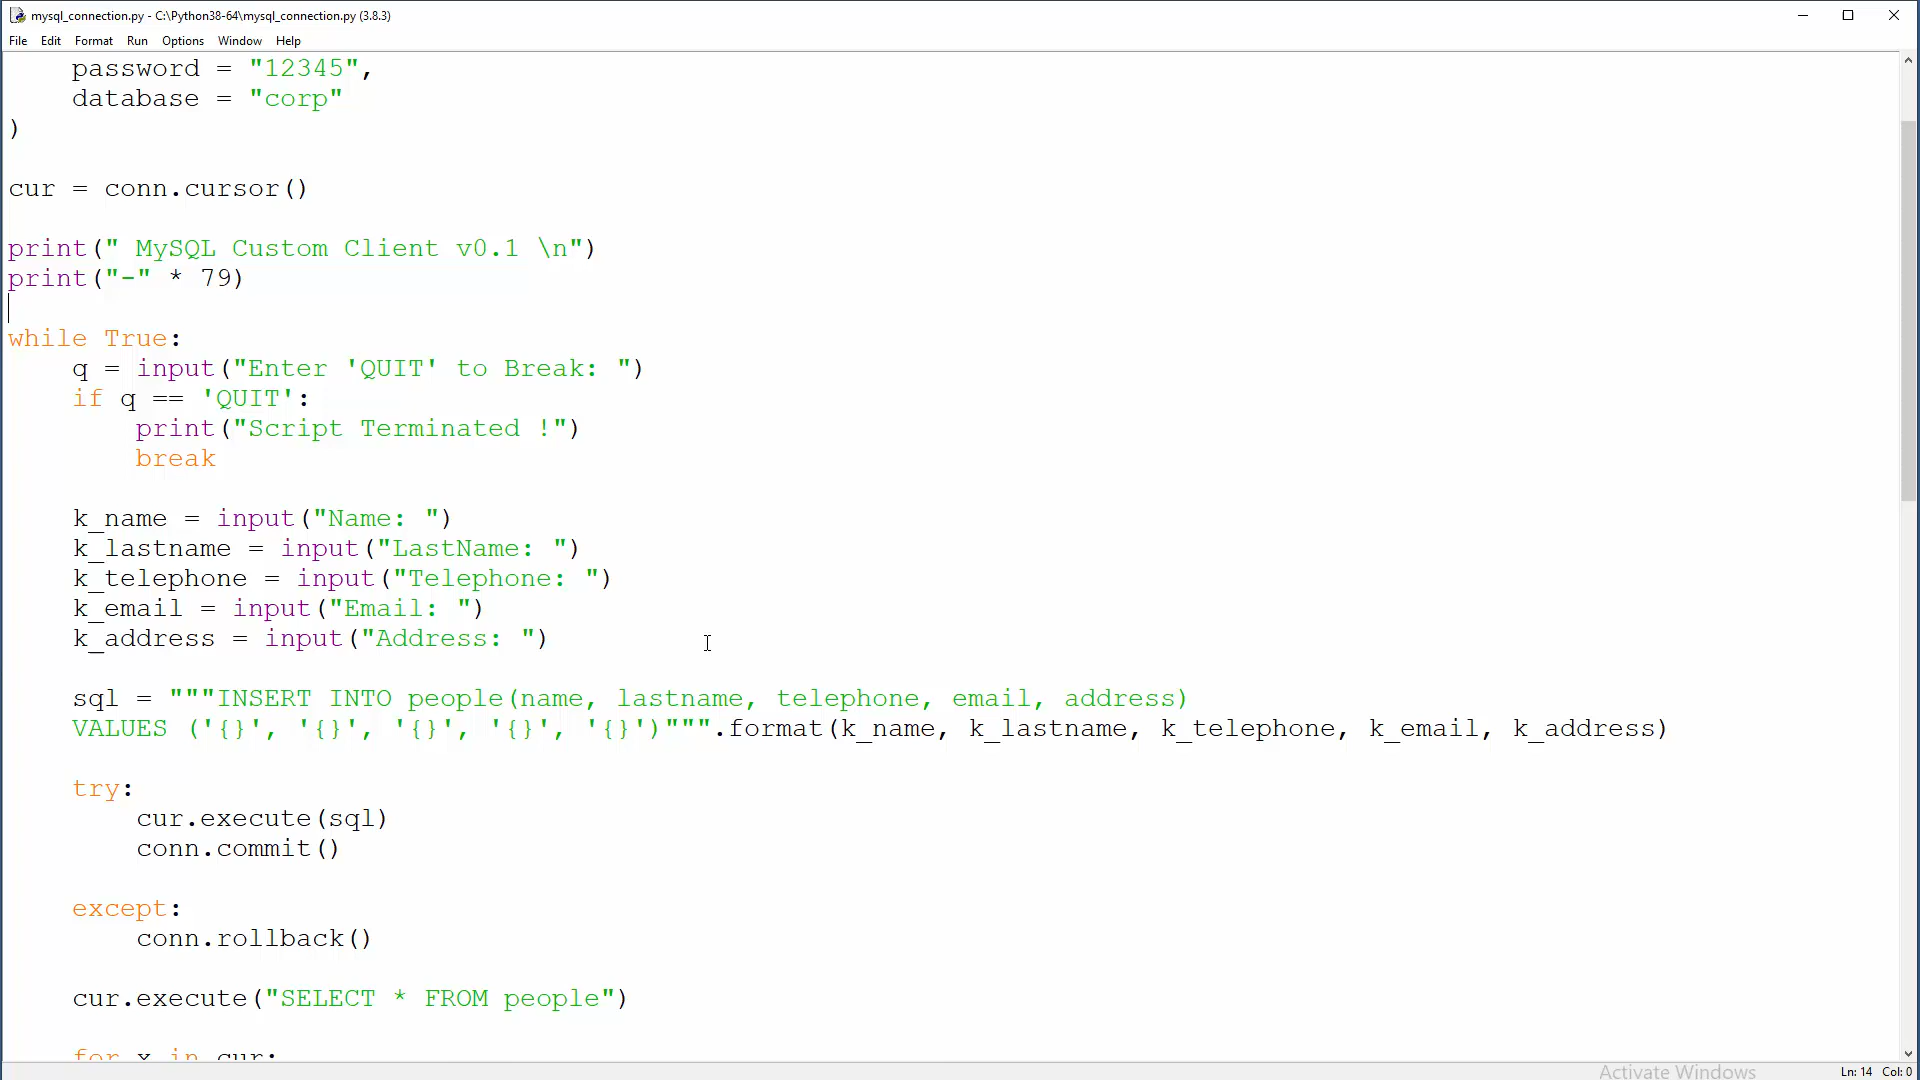 mysql_connection.py - C:\Python38-64\mysql_connection.py (3.8.3)
File Edit Format Run Options Window Help
    password = "12345",
    database = "corp"
)

cur = conn.cursor()

print(" MySQL Custom Client v0.1 \n")
print("-" * 79)

while True:
    q = input("Enter 'QUIT' to Break: ")
    if q == 'QUIT':
        print("Script Terminated !")
        break

    k_name = input("Name: ")
    k_lastname = input("LastName: ")
    k_telephone = input("Telephone: ")
    k_email = input("Email: ")
    k_address = input("Address: ")

    sql = """INSERT INTO people(name, lastname, telephone, email, address)
    VALUES ('{}', '{}', '{}', '{}', '{}')""".format(k_name, k_lastname, k_telephone, k_email, k_address)

    try:
        cur.execute(sql)
        conn.commit()

    except:
        conn.rollback()

    cur.execute("SELECT * FROM people")

    for x in cur:
Activate Windows
Ln: 14 Col: 0